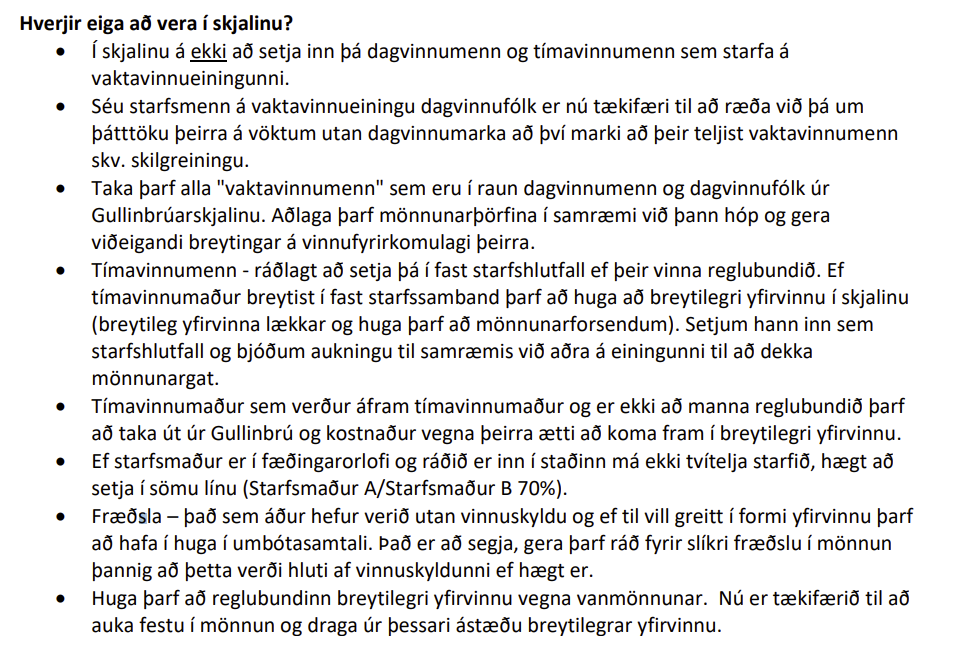 Hverjir eiga að vera í skjalinu?
• Í skjalinu á ekki að setja inn þá dagvinnumenn og tímavinnumenn sem starfa á
vaktavinnueiningunni.
• Séu starfsmenn á vaktavinnueiningu dagvinnufólk er nú tækifæri til að ræða við þá um
þátttöku þeirra á vöktum utan dagvinnumarka að því marki að þeir teljist vaktavinnumenn
skv. skilgreiningu.
• Taka þarf alla "vaktavinnumenn" sem eru í raun dagvinnumenn og dagvinnufólk úr
Gullinbrúarskjalinu. Aðlaga þarf mönnunarþörfina í samræmi við þann hóp og gera
viðeigandi breytingar á vinnufyrirkomulagi þeirra.
• Tímavinnumenn - ráðlagt að setja þá í fast starfshlutfall ef þeir vinna reglubundið. Ef
tímavinnumaður breytist í fast starfssamband þarf að huga að breytilegri yfirvinnu í skjalinu
(breytileg yfirvinna lækkar og huga þarf að mönnunarforsendum). Setjum hann inn sem
starfshlutfall og bjóðum aukningu til samræmis við aðra á einingunni til að dekka
mönnunargat.
• Tímavinnumaður sem verður áfram tímavinnumaður og er ekki að manna reglubundið þarf
að taka út úr Gullinbrú og kostnaður vegna þeirra ætti að koma fram í breytilegri yfirvinnu.
• Ef starfsmaður er í fæðingarorlofi og ráðið er inn í staðinn má ekki tvítelja starfið, hægt að
setja í sömu línu (Starfsmaður A/Starfsmaður B 70%).
• Fræðsla – það sem áður hefur verið utan vinnuskyldu og ef til vill greitt í formi yfirvinnu þarf
að hafa í huga í umbótasamtali. Það er að segja, gera þarf ráð fyrir slíkri fræðslu í mönnun
þannig að þetta verði hluti af vinnuskyldunni ef hægt er.
• Huga þarf að reglubundinn breytilegri yfirvinnu vegna vanmönnunar.  Nú er tækifærið til að
auka festu í mönnun og draga úr þessari ástæðu breytilegrar yfirvinnu.